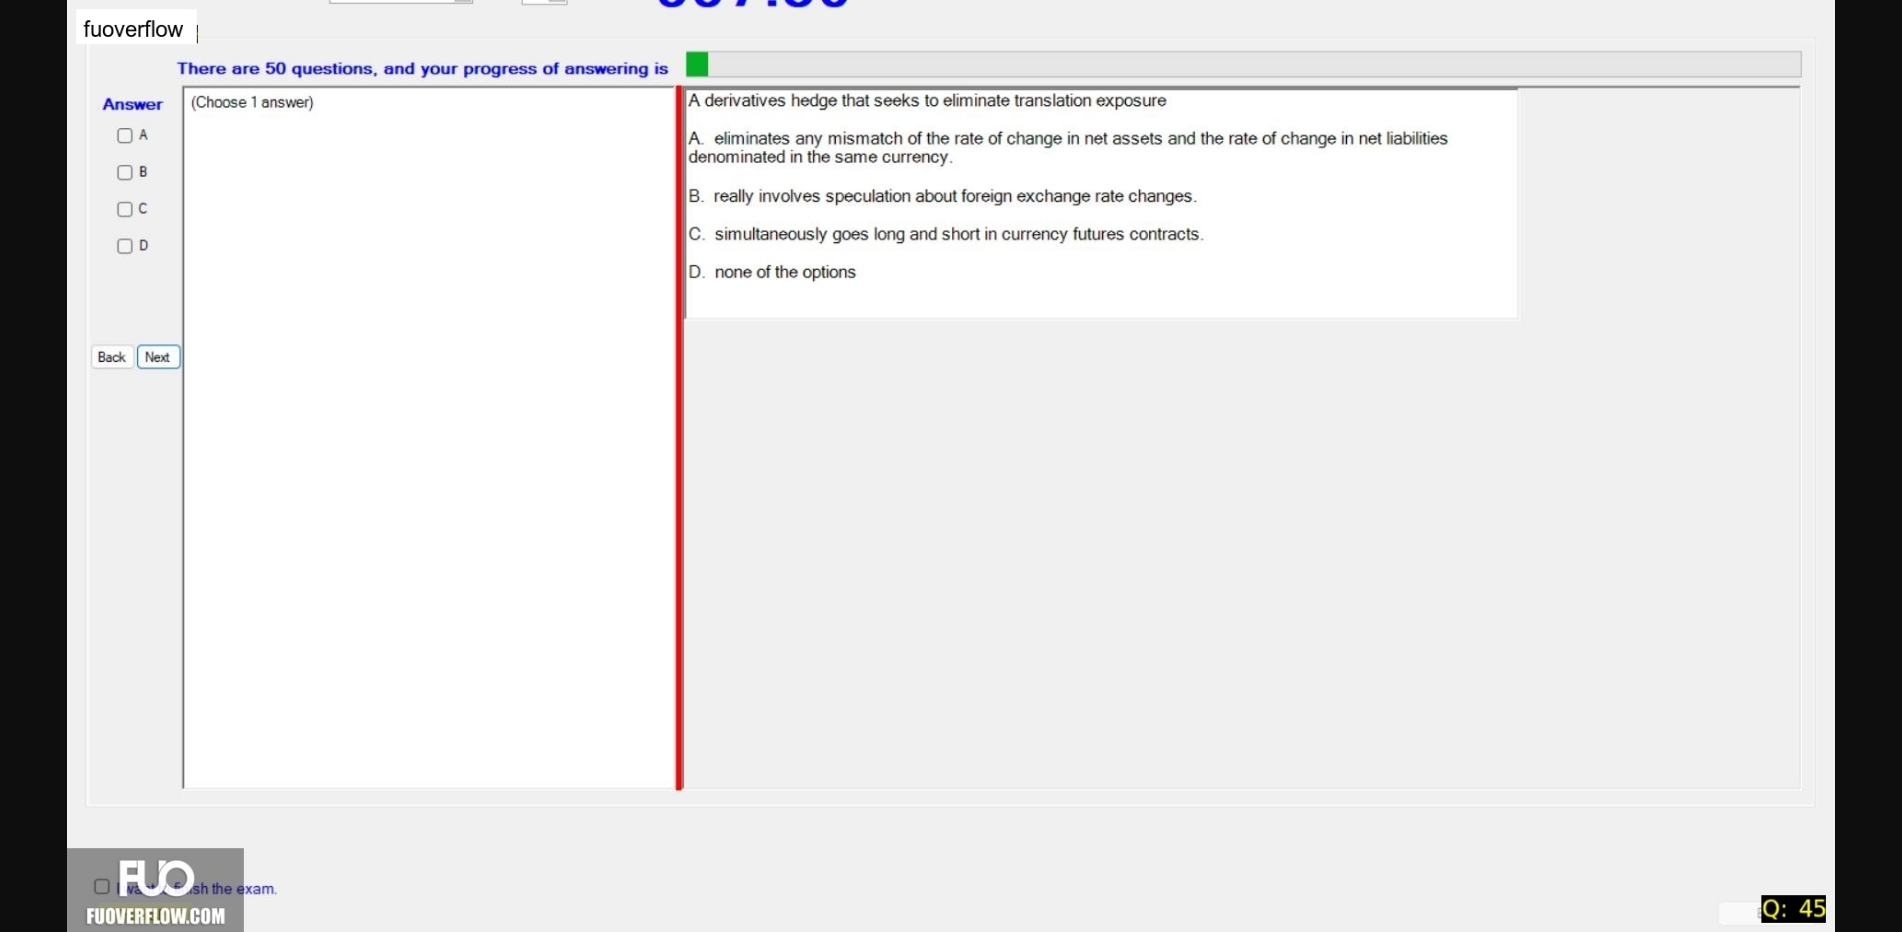 fuoverflow
There are 50 questions, and your progress of answering is
Answer
(Choose 1 answer)
A
B
C
D
Back
Next
A derivatives hedge that seeks to eliminate translation exposure
A. eliminates any mismatch of the rate of change in net assets and the rate of change in net liabilities
denominated in the same currency.
B. really involves speculation about foreign exchange rate changes.
C. simultaneously goes long and short in currency futures contracts.
D. none of the options
FUO
the exam.
FUOVERFLOW.COM
Q: 45